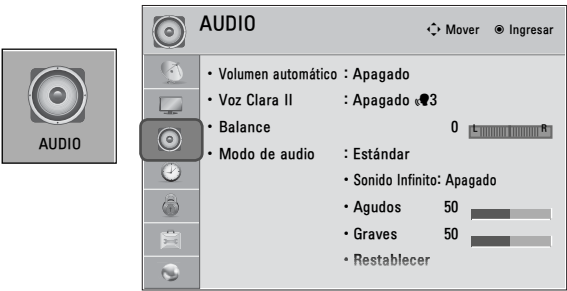 AUDIO
AUDIO Mover Ingresar
• Volumen automático : Apagado
• Voz Clara II : Apagado 3
• Balance 0 L R
• Modo de audio : Estándar
• Sonido Infinito: Apagado
• Agudos 50
• Graves 50
• Restablecer